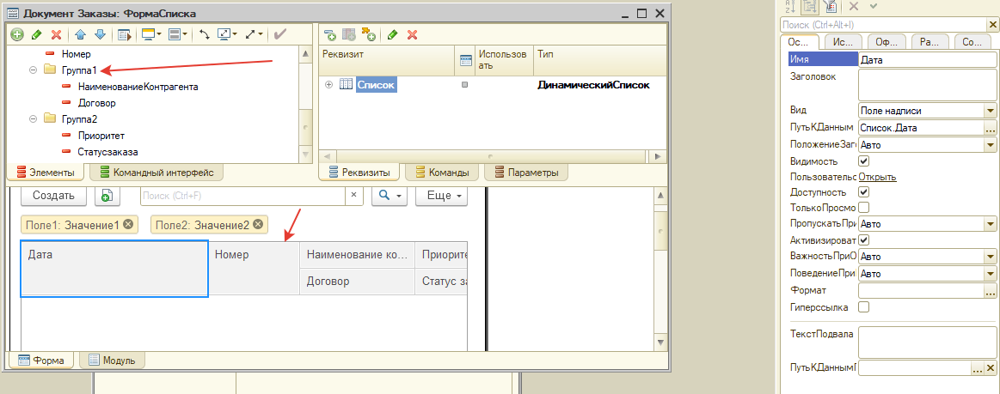 Документ Заказы: ФормаСписка
Номер
Группа1
НаименованиеКонтрагента
Договор
Группа2
Приоритет
Статусзаказа
Элементы
Командный интерфейс
Реквизит
Использов
ать
Тип
Список
ДинамическийСписок
Реквизиты
Команды
Параметры
Создать
Поиск (Ctrl+F)
×
Еще
Поле1: Значение1
Поле2: Значение2
Дата
Номер
Наименование ко...
Приорите
Договор
Статус за
Форма
Модуль
Поиск (Ctrl+Alt+I)
Ос...
Ис...
Оф...
Ра...
Со...
Имя
Дата
Заголовок
Вид
Поле надписи
ПутьКДанным
Список.Дата
ПоложениеЗаг
Авто
Видимость
Пользовательс
Открыть
Доступность
ТолькоПросмо
ПропускатьПри
Авто
Активизироват
ВажностьПриО
Авто
ПоведениеПри
Авто
Формат
Гиперссылка
ТекстПодвала
ПутьКДанным